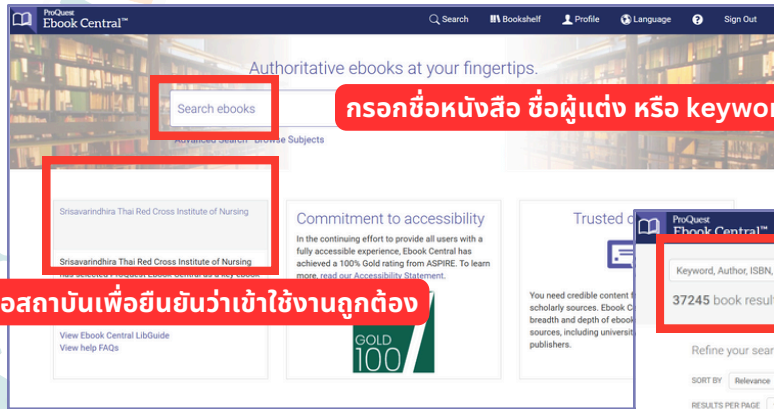 ProQuest
Ebook Central™
Search
Bookshelf
Profile
Language
?
Sign Out
Authoritative ebooks at your fingertips.
Search ebooks
กรอกชื่อหนังสือ ชื่อผู้แต่ง หรือ keywor
Advanced Search Browse Subjects
Srisavarindhira Thai Red Cross Institute of Nursing
Srisavarindhira Thai Red Cross Institute of Nursing
has selected ProQuest Ebook Central as a key ebook
อสถาบันเพื่อยืนยันว่าเข้าใช้งานถูกต้อง
View Ebook Central LibGuide
View help FAQs
Commitment to accessibility
In the continuing effort to provide all users with a
fully accessible experience, Ebook Central has
achieved a 100% Gold rating from ASPIRE. To learn
more, read our Accessibility Statement.
GOLD
100
Trusted c
You need credible content f
scholarly sources. Ebook C
breadth and depth of ebook
sources, including universit
publishers.
ProQuest
Ebook Central™
Keyword, Author, ISBN,
37245 book resul
Refine your sear
SORT BY Relevance
RESULTS PER PAGE